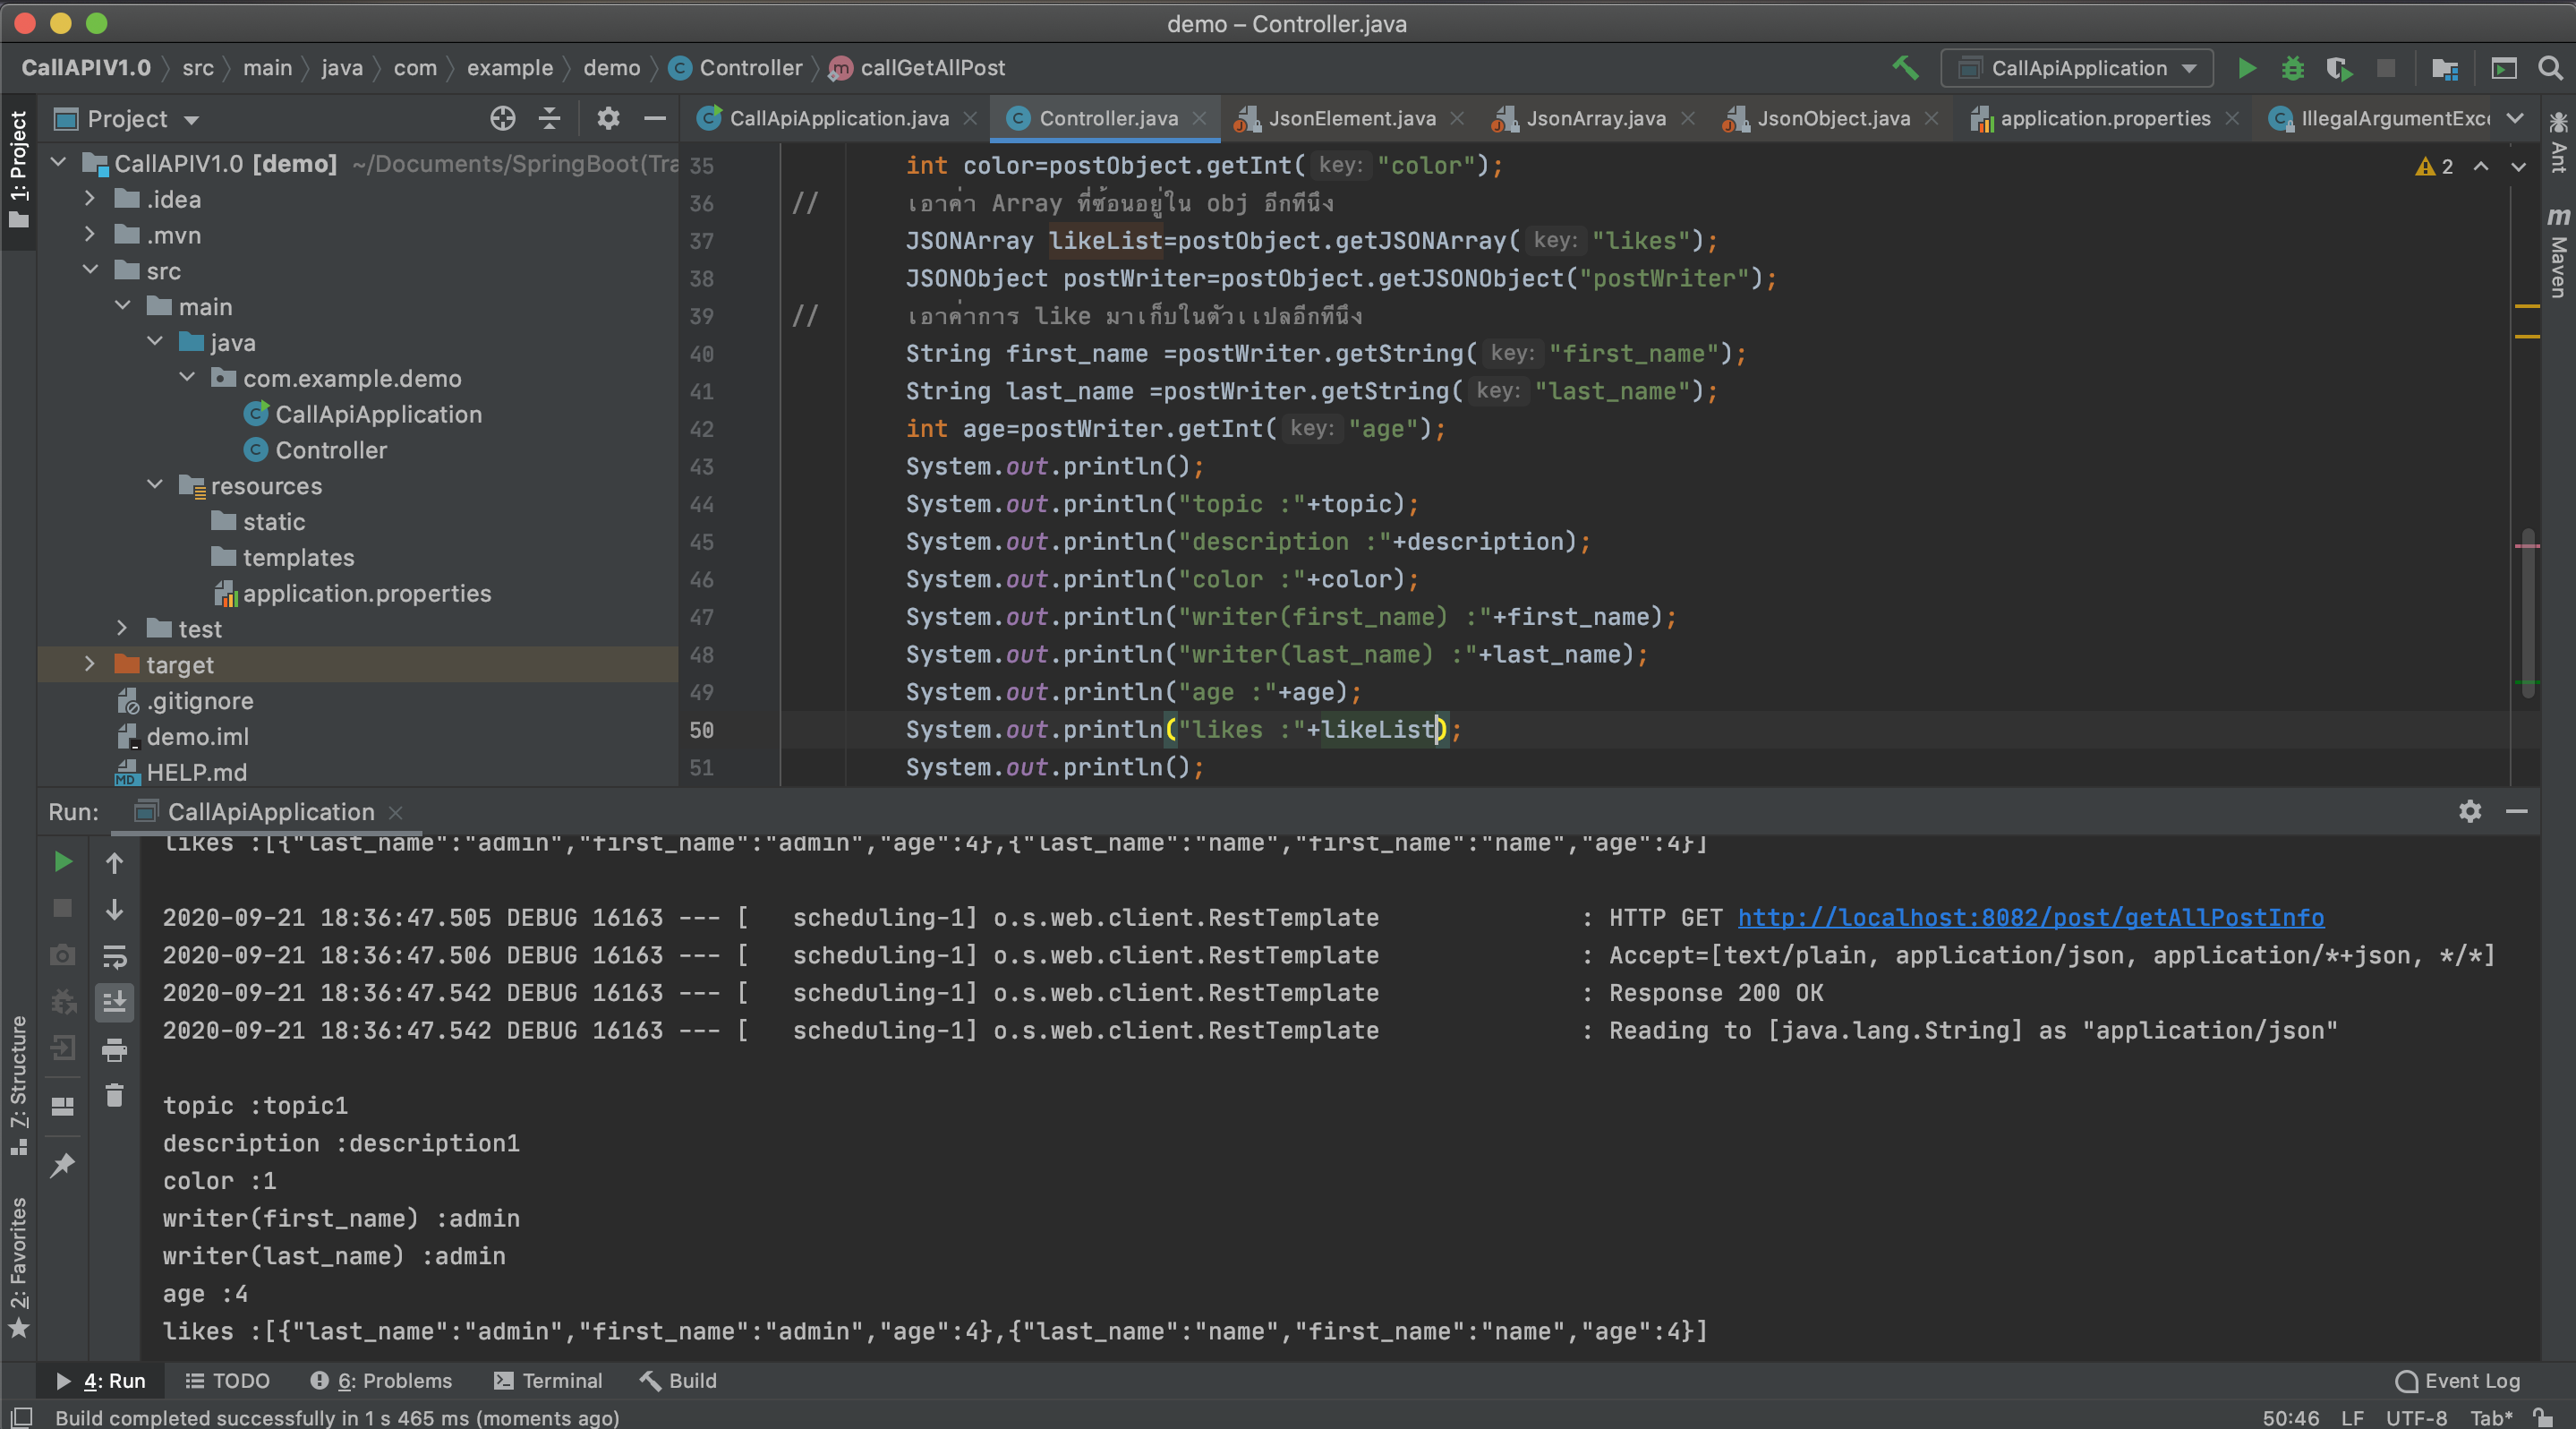 demo – Controller.java
CallAPIV1.0 src main java com example demo Controller callGetAllPost
CallApiApplication
Project
CallApiApplication.java Controller.java JsonElement.java JsonArray.java JsonObject.java application.properties IllegalArgumentExce
1: Project
Ant
Maven
CallAPIV1.0 [demo] ~/Documents/SpringBoot(Tra
.idea
.mvn
src
main
java
com.example.demo
CallApiApplication
Controller
resources
static
templates
application.properties
test
target
.gitignore
demo.iml
HELP.md
2
35 int color=postObject.getInt( key: "color");
36 // เอาค่า Array ที่ซ้อนอยู่ใน obj อีกทีนึง
37 JSONArray likeList=postObject.getJSONArray( key: "likes");
38 JSONObject postWriter=postObject.getJSONObject("postWriter");
39 // เอาค่าการ like มาเก็บในตัวเเปลอีกทีนึง
40 String first_name =postWriter.getString( key: "first_name");
41 String last_name =postWriter.getString( key: "last_name");
42 int age=postWriter.getInt( key: "age");
43 System.out.println();
44 System.out.println("topic :"+topic);
45 System.out.println("description :"+description);
46 System.out.println("color :"+color);
47 System.out.println("writer(first_name) :"+first_name);
48 System.out.println("writer(last_name) :"+last_name);
49 System.out.println("age :"+age);
50 System.out.println("likes :"+likeList);
51 System.out.println();
Run: CallApiApplication
likes :[{"last_name":"admin","first_name":"admin","age":4},{"last_name":"name","first_name":"name","age":4}]
2020-09-21 18:36:47.505 DEBUG 16163 --- [   scheduling-1] o.s.web.client.RestTemplate : HTTP GET http://localhost:8082/post/getAllPostInfo
2020-09-21 18:36:47.506 DEBUG 16163 --- [   scheduling-1] o.s.web.client.RestTemplate : Accept=[text/plain, application/json, application/*+json, */*]
2020-09-21 18:36:47.542 DEBUG 16163 --- [   scheduling-1] o.s.web.client.RestTemplate : Response 200 OK
2020-09-21 18:36:47.542 DEBUG 16163 --- [   scheduling-1] o.s.web.client.RestTemplate : Reading to [java.lang.String] as "application/json"
topic :topic1
description :description1
color :1
writer(first_name) :admin
writer(last_name) :admin
age :4
likes :[{"last_name":"admin","first_name":"admin","age":4},{"last_name":"name","first_name":"name","age":4}]
Z: Structure
2: Favorites
4: Run TODO 6: Problems Terminal Build Event Log
Build completed successfully in 1 s 465 ms (moments ago) 50:46 LF UTF-8 Tab*